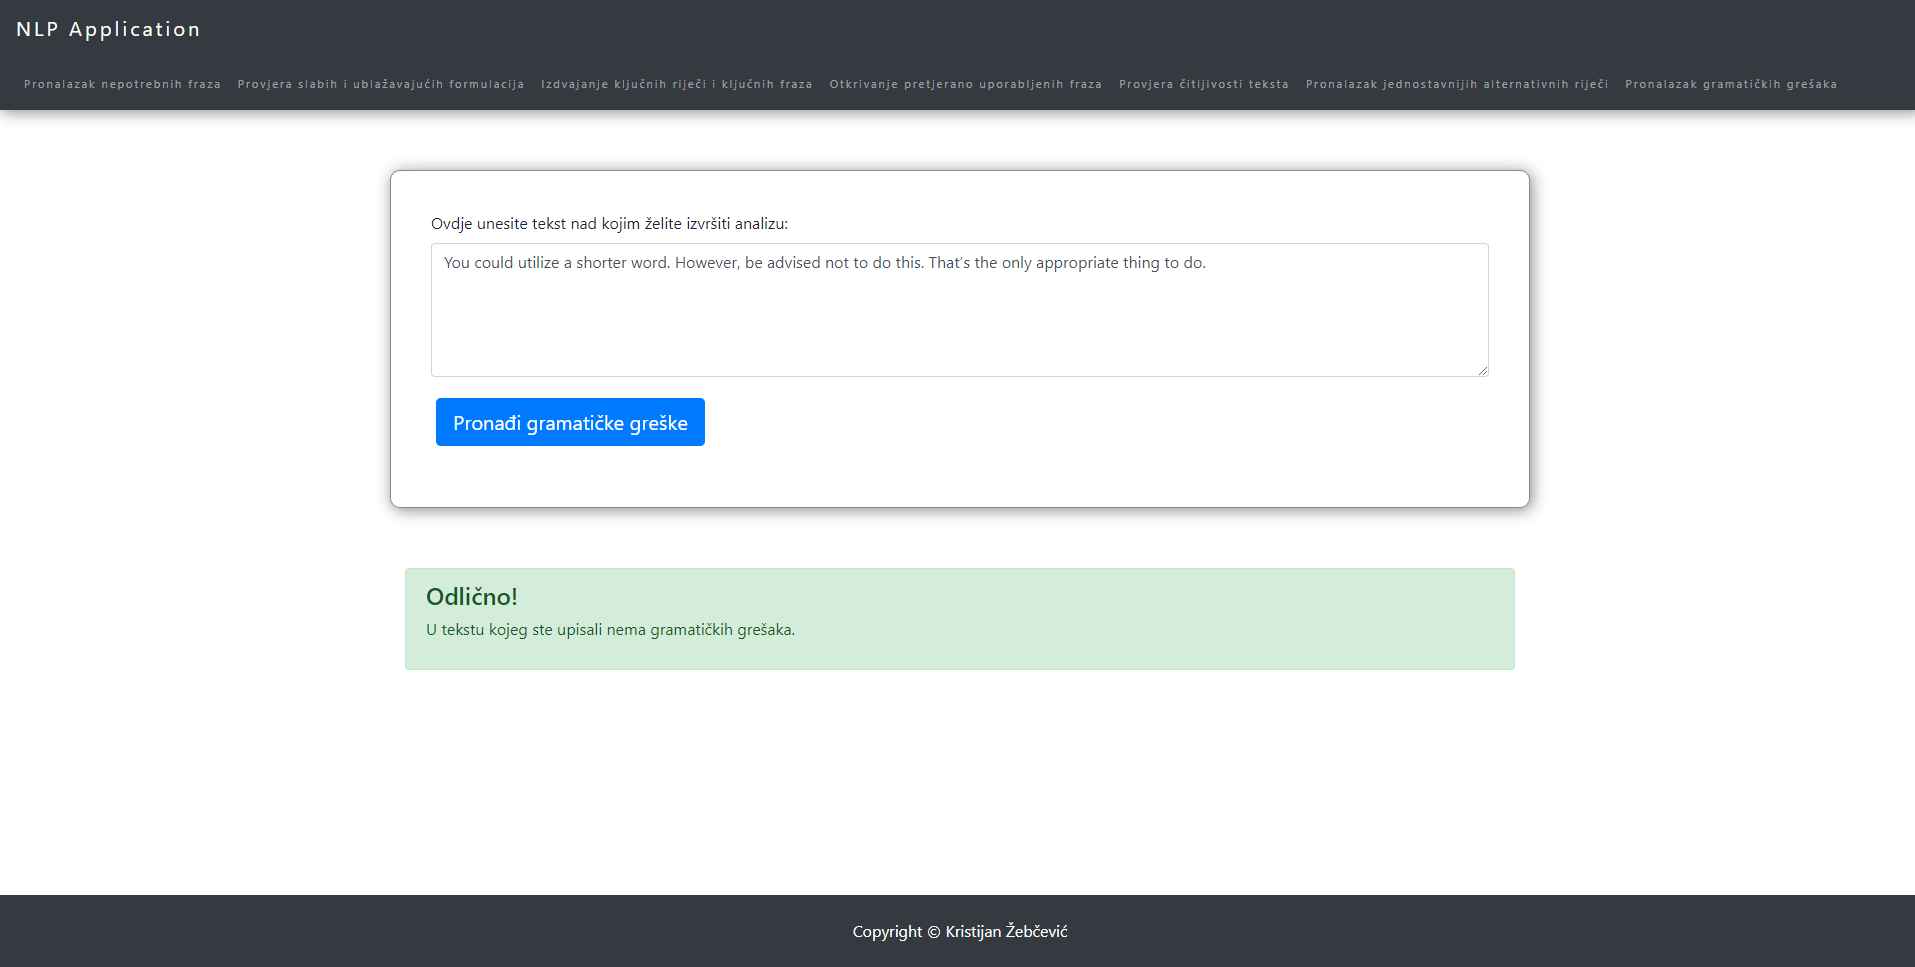 NLP Application
Pronalazak nepotrebnih fraza Provjera slabih i ublažavajućih formulacija Izdvajanje ključnih riječi i ključnih fraza Otkrivanje pretjerano uporabljenih fraza Provjera čitljivosti teksta Pronalazak jednostavnijih alternativnih riječi Pronalazak gramatičkih grešaka
Ovdje unesite tekst nad kojim želite izvršiti analizu:
You could utilize a shorter word. However, be advised not to do this. That’s the only appropriate thing to do.
Pronađi gramatičke greške
Odlično!
U tekstu kojeg ste upisali nema gramatičkih grešaka.
Copyright © Kristijan Žebčević